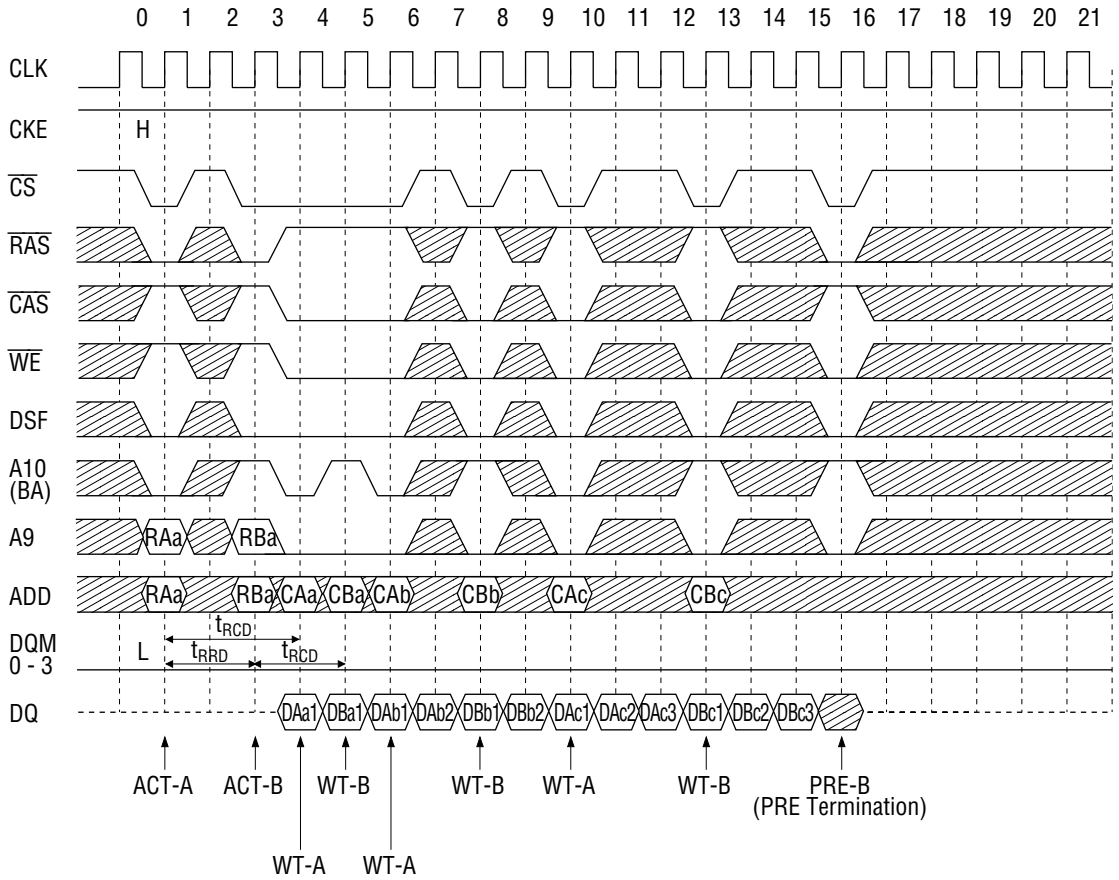 0 1 2 3 4 5 6 7 8 9 10 11 12 13 14 15 16 17 18 19 20 21
CLK
CKE H
CS
RAS
CAS
WE
DSF
A10
(BA)
A9 RAa RBa
ADD RAa RBa CAa CBa CAb CBb CAc CBc
tRCD
DQM
0 - 3 L tRRD tRCD
DQ DAa1 DBa1 DAb1 DAb2 DBb1 DBb2 DAc1 DAc2 DAc3 DBc1 DBc2 DBc3
ACT-A ACT-B WT-B WT-B WT-A WT-B PRE-B
(PRE Termination)
WT-A WT-A